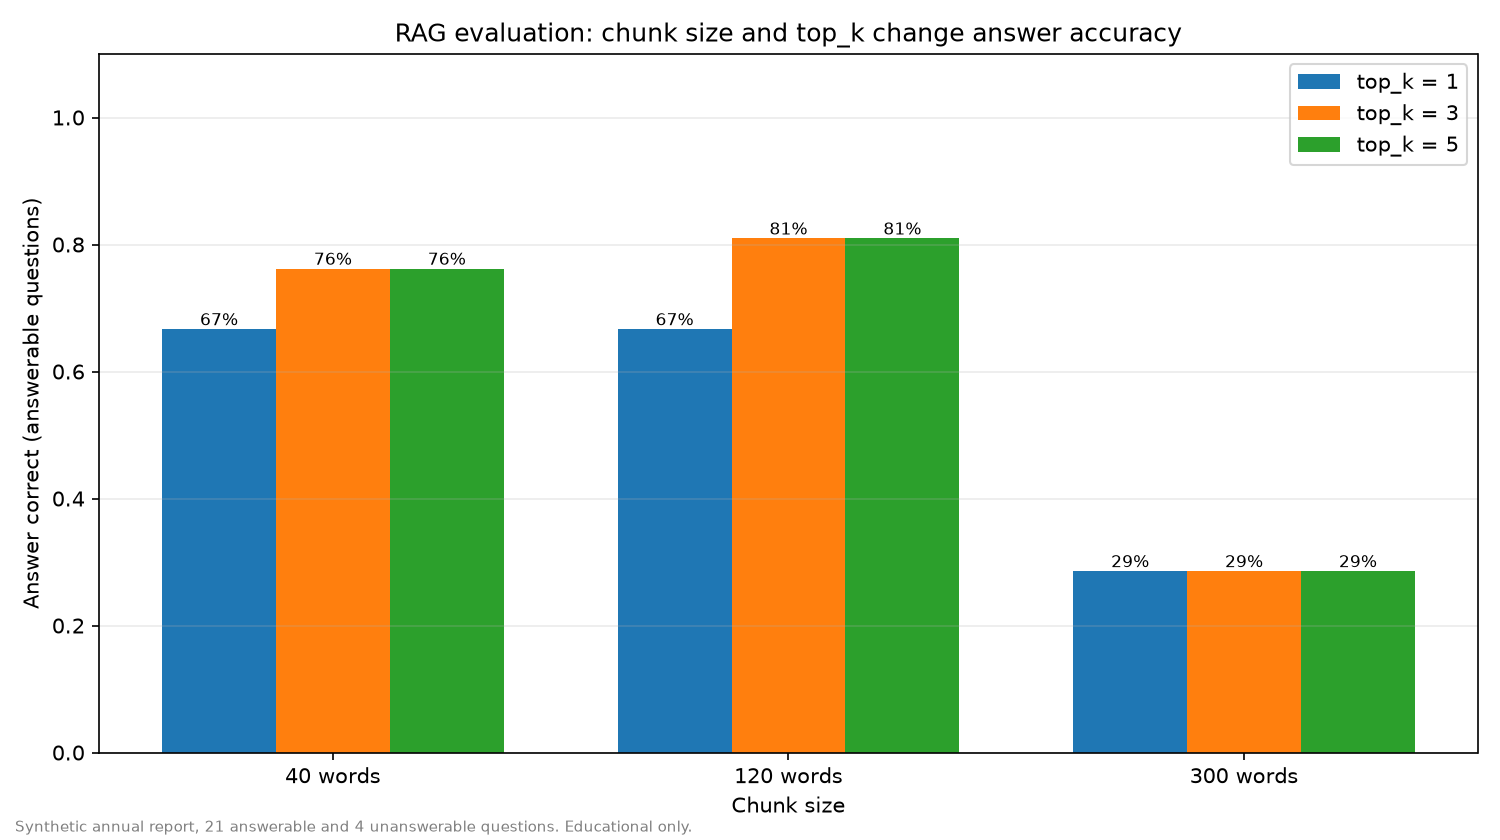 RAG evaluation: chunk size and top_k change answer accuracy
top_k = 1
top_k = 3
top_k = 5
Answer correct (answerable questions)
1.0
0.8
0.6
0.4
0.2
0.0
67%
76%
76%
67%
81%
81%
29%
29%
29%
40 words
120 words
300 words
Chunk size
Synthetic annual report, 21 answerable and 4 unanswerable questions. Educational only.